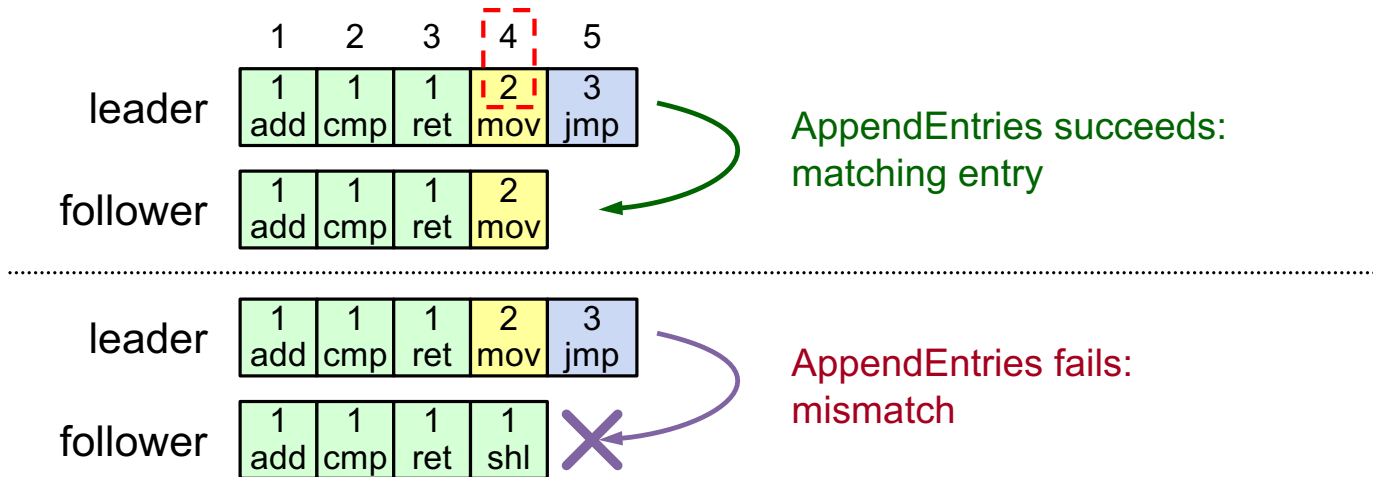 1 2 3 4 5
leader 1 1 1 2 3
add cmp ret mov jmp
AppendEntries succeeds:
matching entry
follower 1 1 1 2
add cmp ret mov
leader 1 1 1 2 3
add cmp ret mov jmp
AppendEntries fails:
mismatch
follower 1 1 1 1
add cmp ret shl